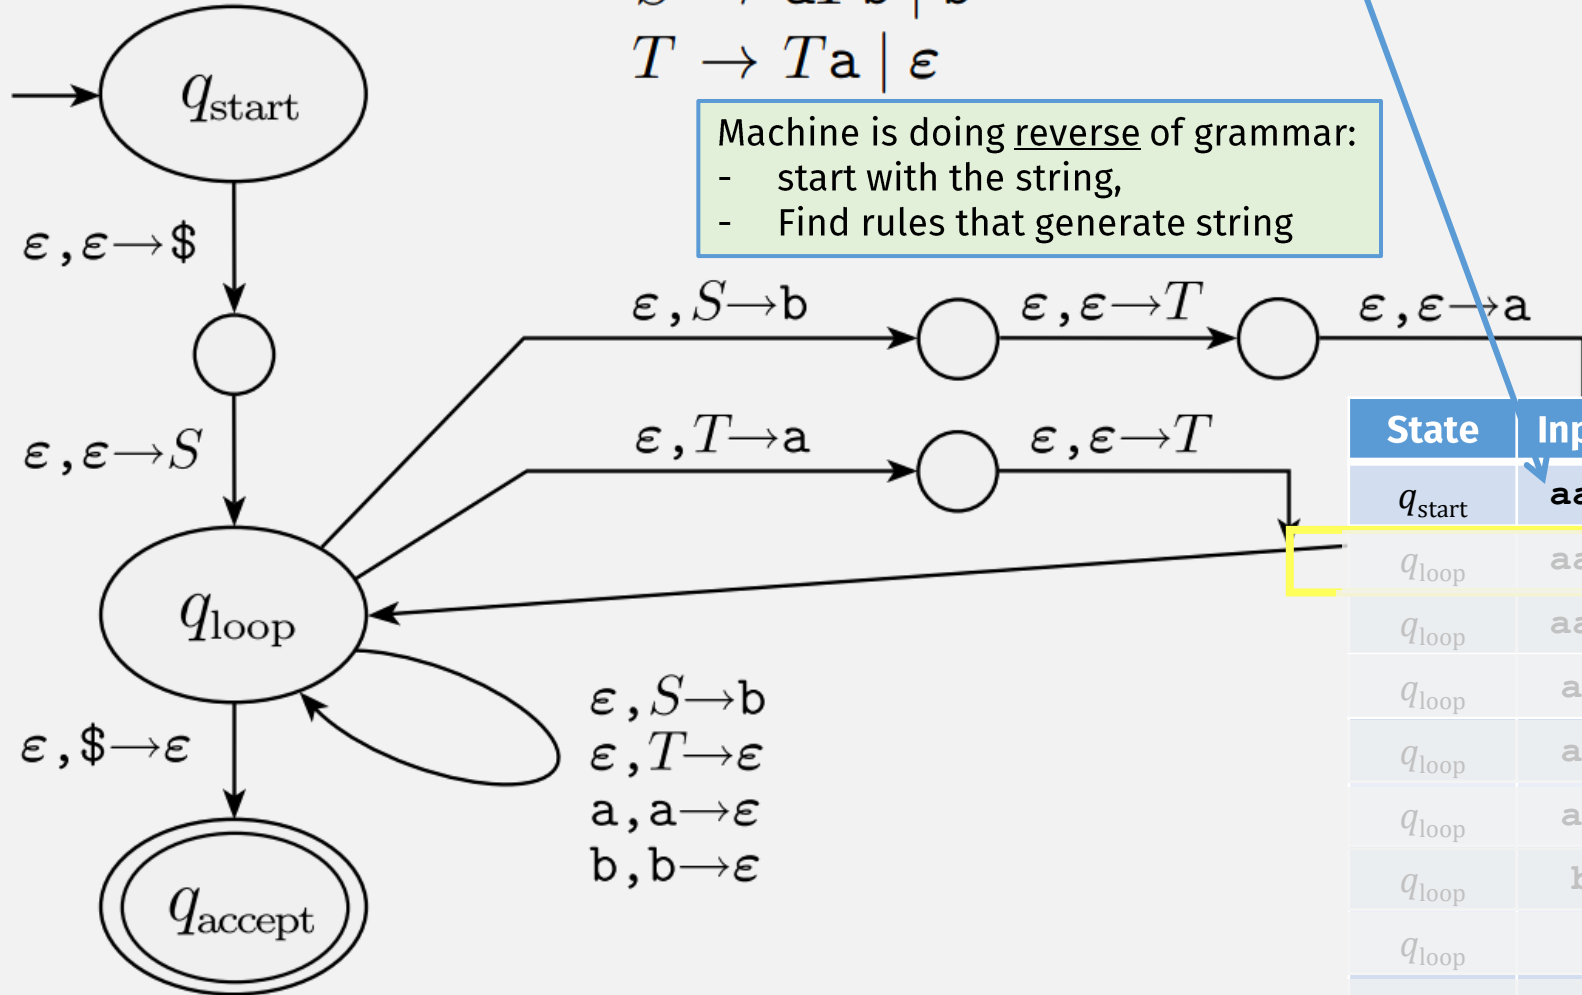 T → Ta | ε
q_start
Machine is doing reverse of grammar:
- start with the string,
- Find rules that generate string
ε,ε→$
ε,S→b
ε,ε→T
ε,ε→a
ε,ε→S
ε,T→a
ε,ε→T
State
q_start
q_loop
q_loop
q_loop
q_loop
q_loop
q_loop
q_loop
q_loop
ε,S→b
ε,T→ε
a,a→ε
b,b→ε
ε,$→ε
q_accept